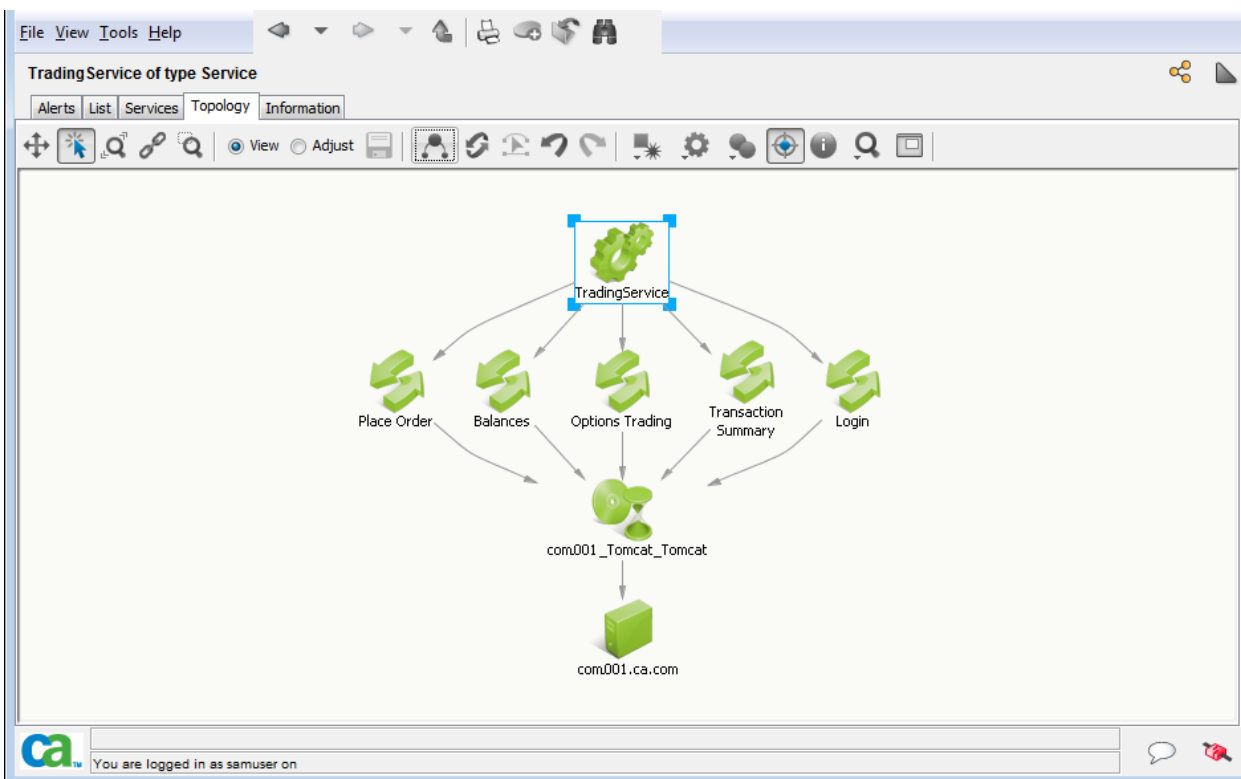 File View Tools Help
TradingService of type Service
Alerts List Services Topology Information
View Adjust
TradingService
Place Order
Balances
Options Trading
Transaction
Summary
Login
com001_Tomcat_Tomcat
com001.ca.com
ca
TM
You are logged in as samuser on